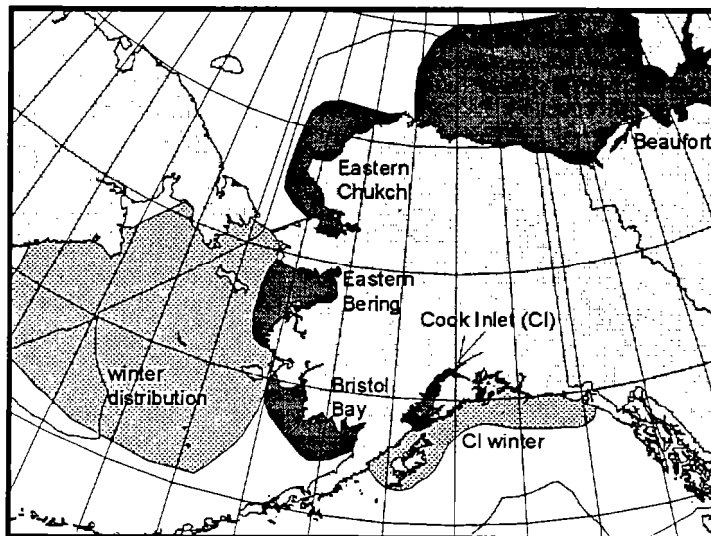 Beaufort
Eastern
Chukchi
Eastern
Bering
Cook Inlet (CI)
winter
distribution
Bristol
Bay
CI winter